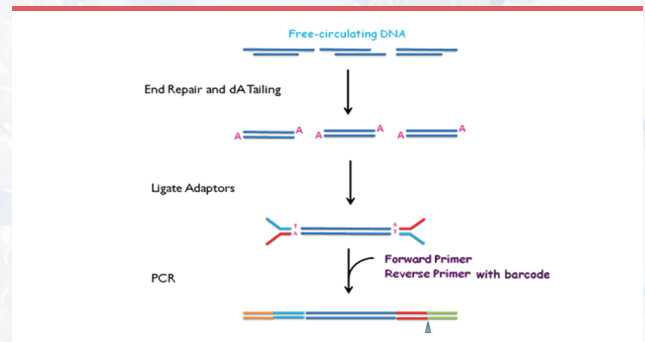 Free-circulating DNA
End Repair and dA Tailing
A A A A A A
Ligate Adaptors
T A
A T
Forward Primer
Reverse Primer with barcode
PCR